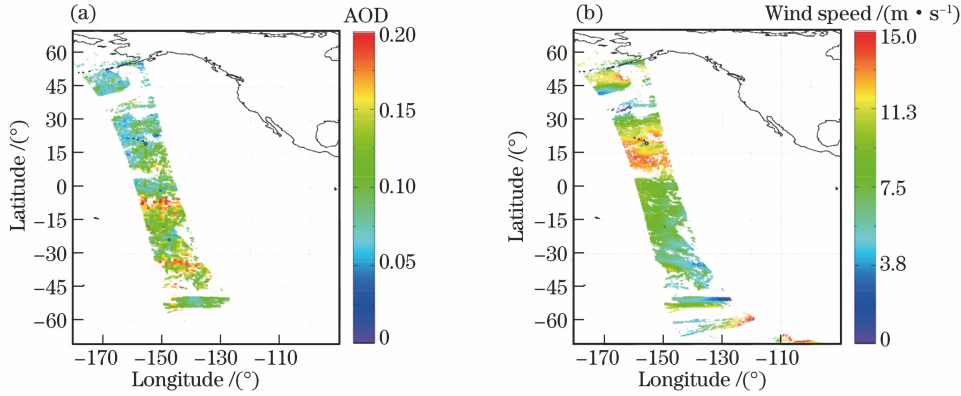 (a)
AOD
60
45
30
15
0
−15
−30
−45
−60
Latitude /(°)
−170 −150 −130 −110
Longitude /(°)
0.20
0.15
0.10
0.05
0
(b)
Wind speed /(m · s⁻¹)
60
45
30
15
0
−15
−30
−45
−60
Latitude /(°)
−170 −150 −130 −110
Longitude /(°)
15.0
11.3
7.5
3.8
0